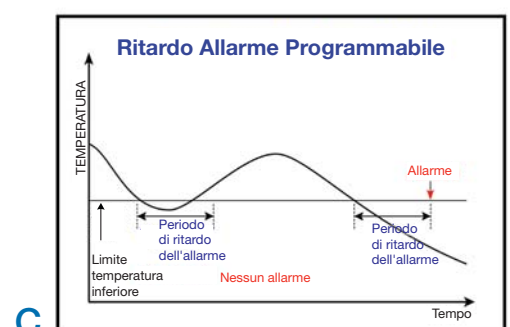 Ritardo Allarme Programmabile
TEMPERATURA
Allarme
Periodo
di ritardo
dell'allarme
Periodo
di ritardo
dell'allarme
Limite
temperatura
inferiore
Nessun allarme
Tempo
C